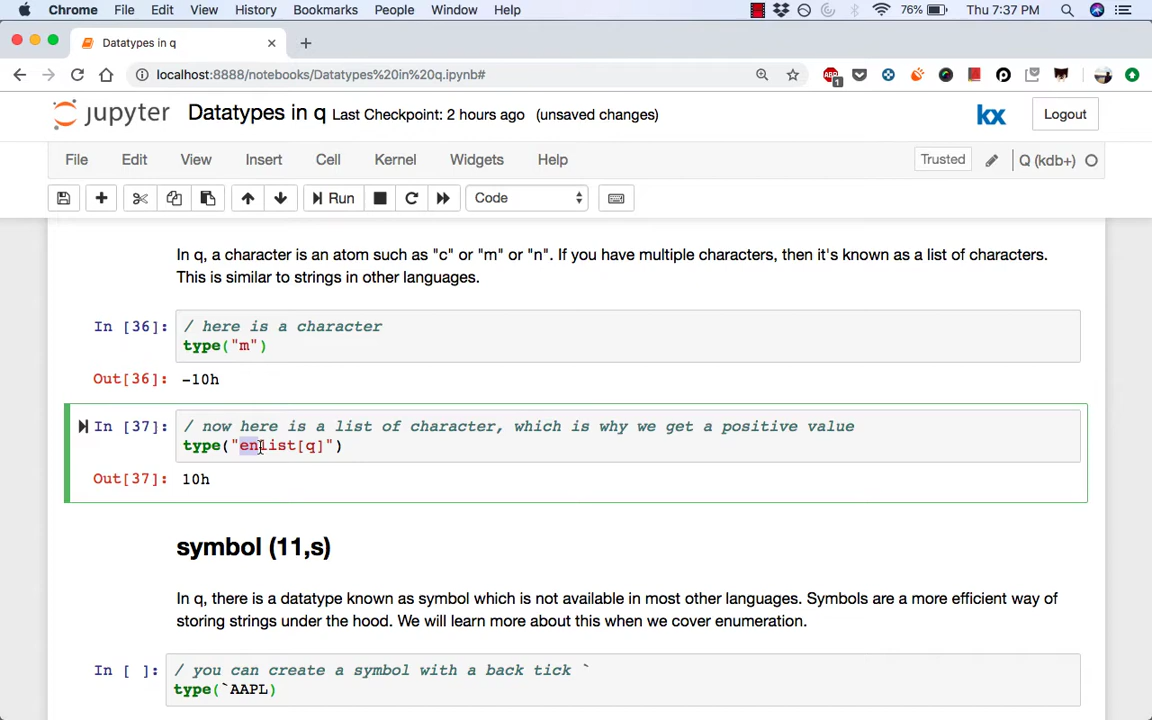 Chrome File Edit View History Bookmarks People Window Help 76% Thu 7:37 PM
Datatypes in q
localhost:8888/notebooks/Datatypes%20in%20q.ipynb#
ABP 1
jupyter Datatypes in q Last Checkpoint: 2 hours ago (unsaved changes) kx Logout
File Edit View Insert Cell Kernel Widgets Help Trusted Q (kdb+)
Run Code
In q, a character is an atom such as "c" or "m" or "n". If you have multiple characters, then it's known as a list of characters.
This is similar to strings in other languages.
In [36]: / here is a character
type("m")
Out[36]: -10h
In [37]: / now here is a list of character, which is why we get a positive value
type("enlist[q]")
Out[37]: 10h
symbol (11,s)
In q, there is a datatype known as symbol which is not available in most other languages. Symbols are a more efficient way of
storing strings under the hood. We will learn more about this when we cover enumeration.
In [ ]: / you can create a symbol with a back tick `
type(`AAPL)